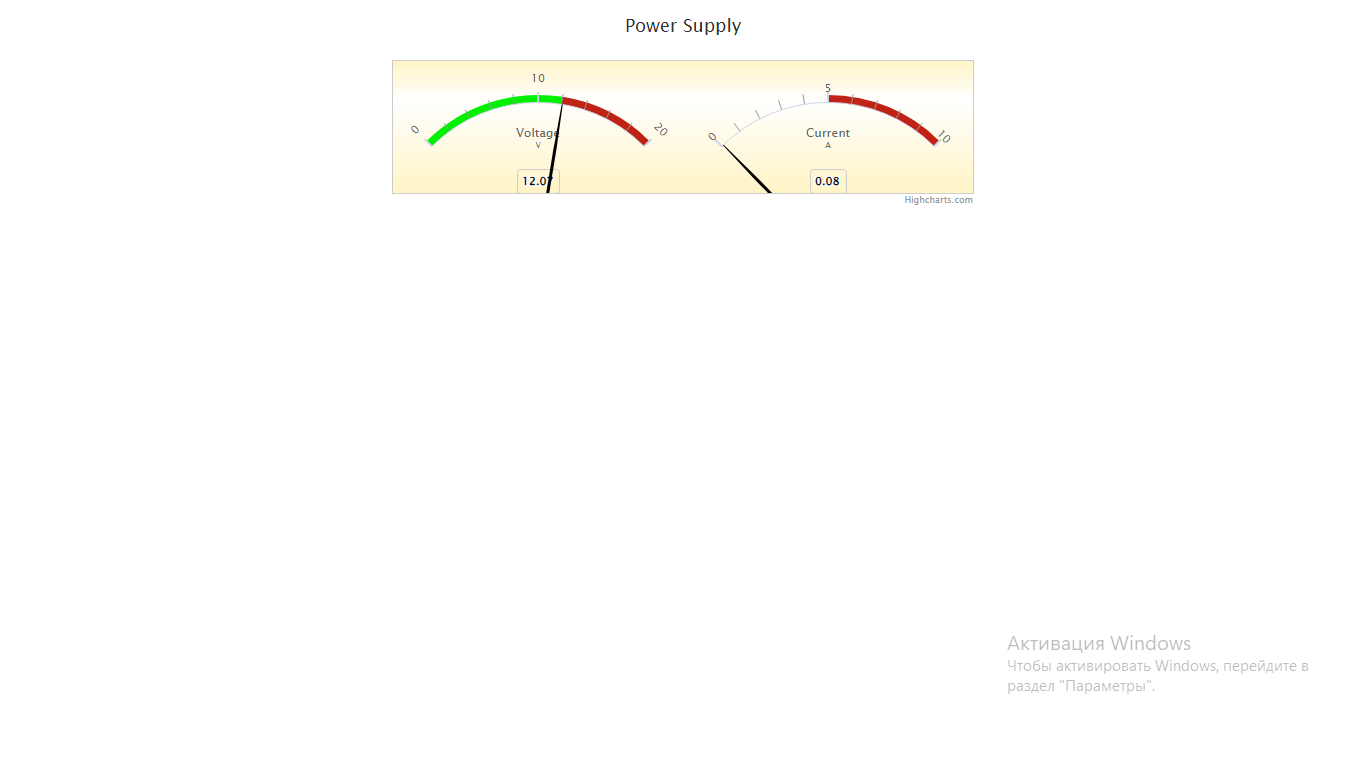 Power Supply
0
10
20
Voltage
V
12.07
0
5
10
Current
A
0.08
Highcharts.com
Активация Windows
Чтобы активировать Windows, перейдите в
раздел "Параметры".